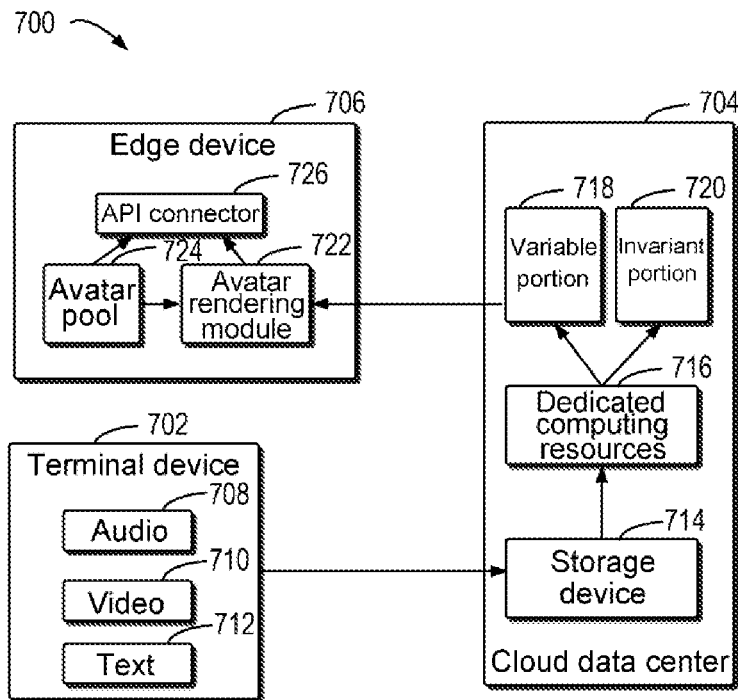 700
706
Edge device
726
API connector
724
722
Avatar
pool
Avatar
rendering
module
704
718
720
Variable
portion
Invariant
portion
716
Dedicated
computing
resources
714
Storage
device
Cloud data center
702
Terminal device
708
Audio
710
Video
712
Text